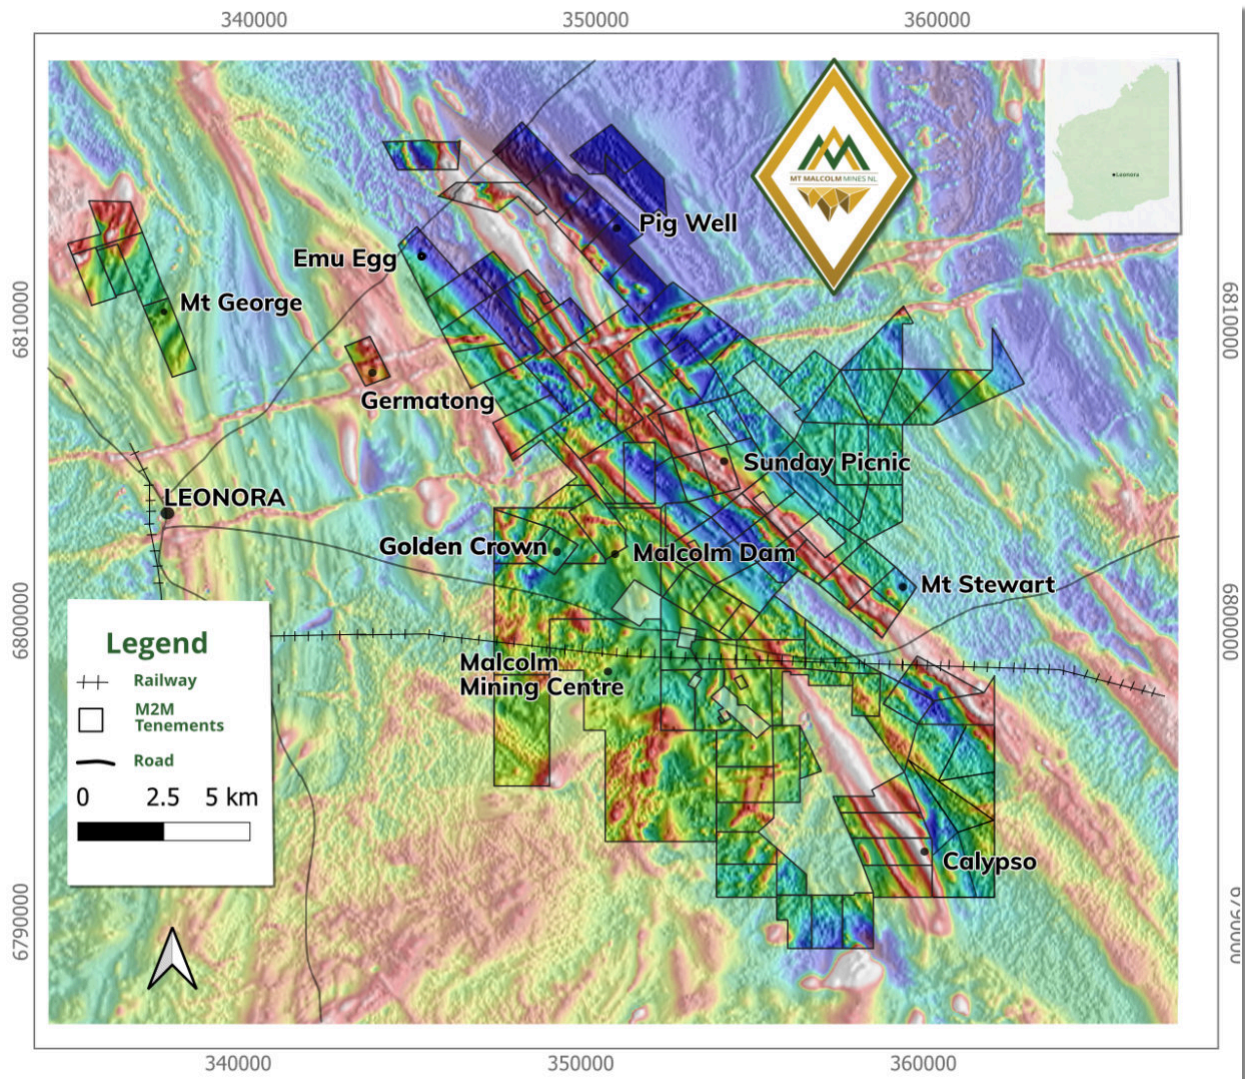 340000
350000
360000
MT MALCOLM MINES NL
Leonora
Pig Well
Emu Egg
Mt George
6810000
6810000
Germatong
Sunday Picnic
LEONORA
Golden Crown
Malcolm Dam
Mt Stewart
6800000
6800000
Legend
Railway
M2M
Tenements
Road
0 2.5 5 km
Malcolm
Mining Centre
Calypso
6790000
6790000
340000
350000
360000